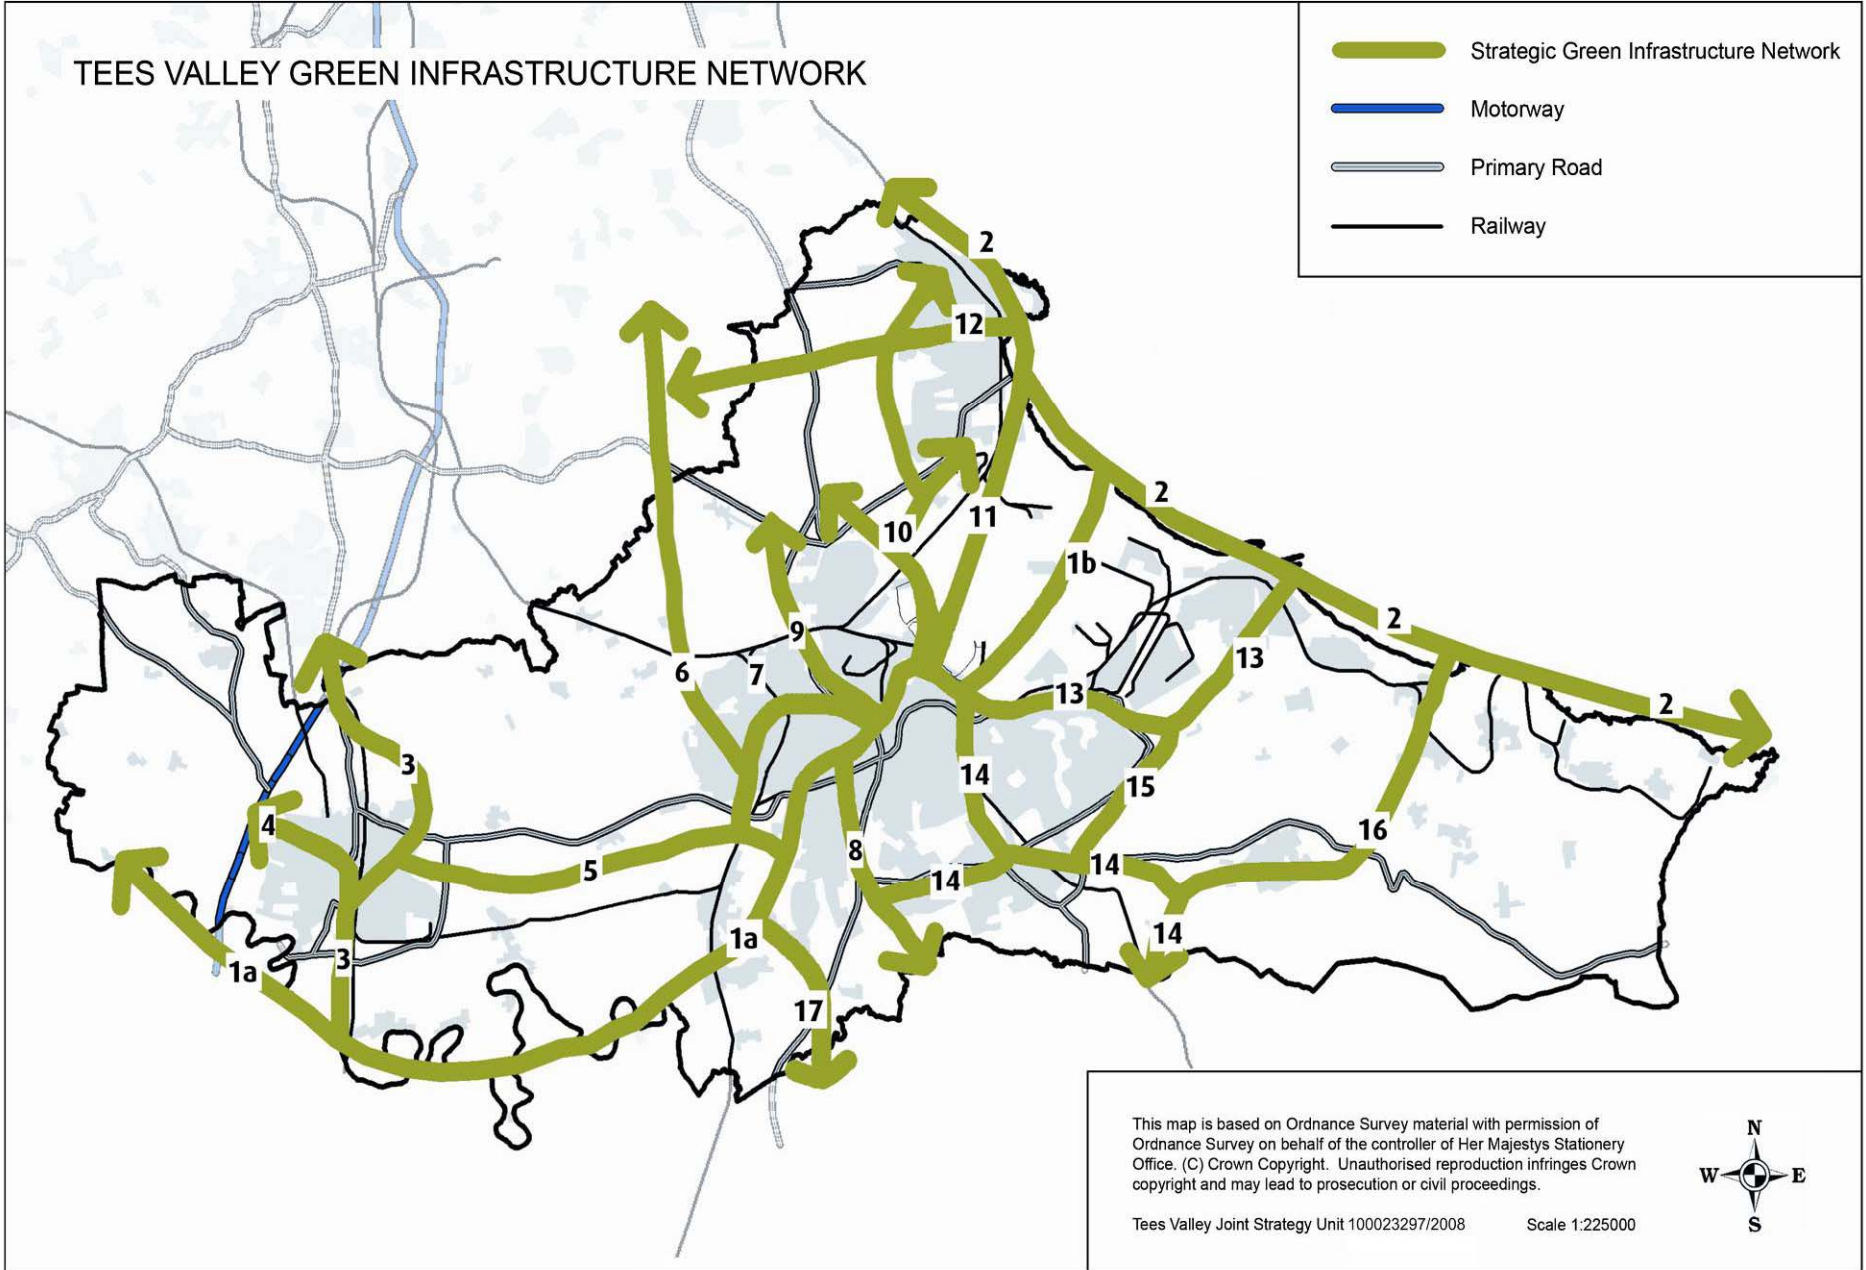 TEES VALLEY GREEN INFRASTRUCTURE NETWORK
Strategic Green Infrastructure Network
Motorway
Primary Road
Railway
2
12
2
10
11
1b
9
2
6
7
13
13
2
3
14
15
4
8
16
5
14
14
1a
14
1a
3
17
This map is based on Ordnance Survey material with permission of
Ordnance Survey on behalf of the controller of Her Majestys Stationery
Office. (C) Crown Copyright. Unauthorised reproduction infringes Crown
copyright and may lead to prosecution or civil proceedings.
Tees Valley Joint Strategy Unit 100023297/2008 Scale 1:225000
N
W E
S